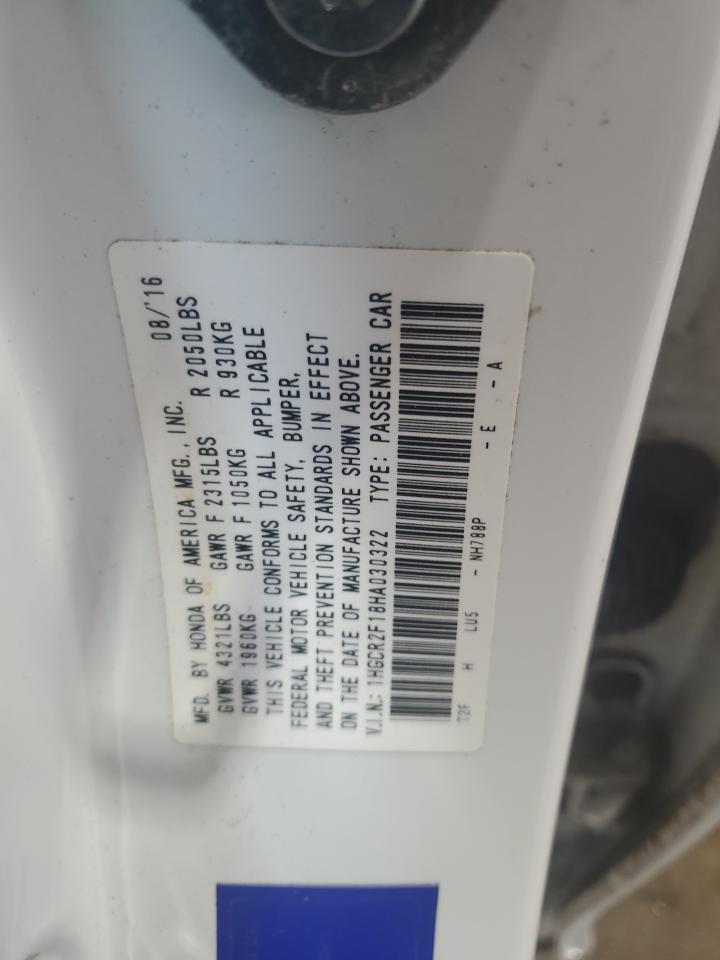 MFD. BY HONDA OF AMERICA MFG., INC. 08/'16
GVWR 4321LBS GAWR F 2315LBS R 2050LBS
GVWR 1960KG GAWR F 1050KG R 930KG
THIS VEHICLE CONFORMS TO ALL APPLICABLE
FEDERAL MOTOR VEHICLE SAFETY, BUMPER,
AND THEFT PREVENTION STANDARDS IN EFFECT
ON THE DATE OF MANUFACTURE SHOWN ABOVE.
V.I.N.: 1HGCR2F18HA030322 TYPE: PASSENGER CAR
T2F H LU5 - NH788P - E - A